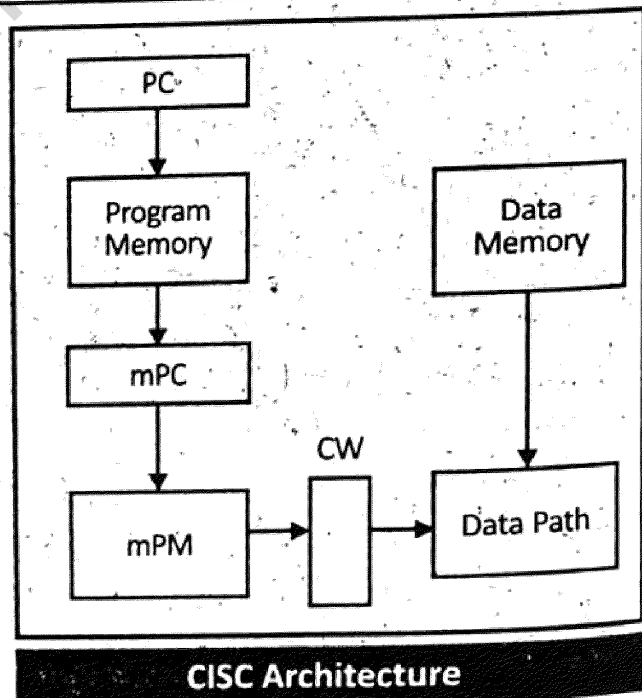 PC
Program
Memory
Data
Memory
mPC
CW
mPM
Data Path
CISC Architecture